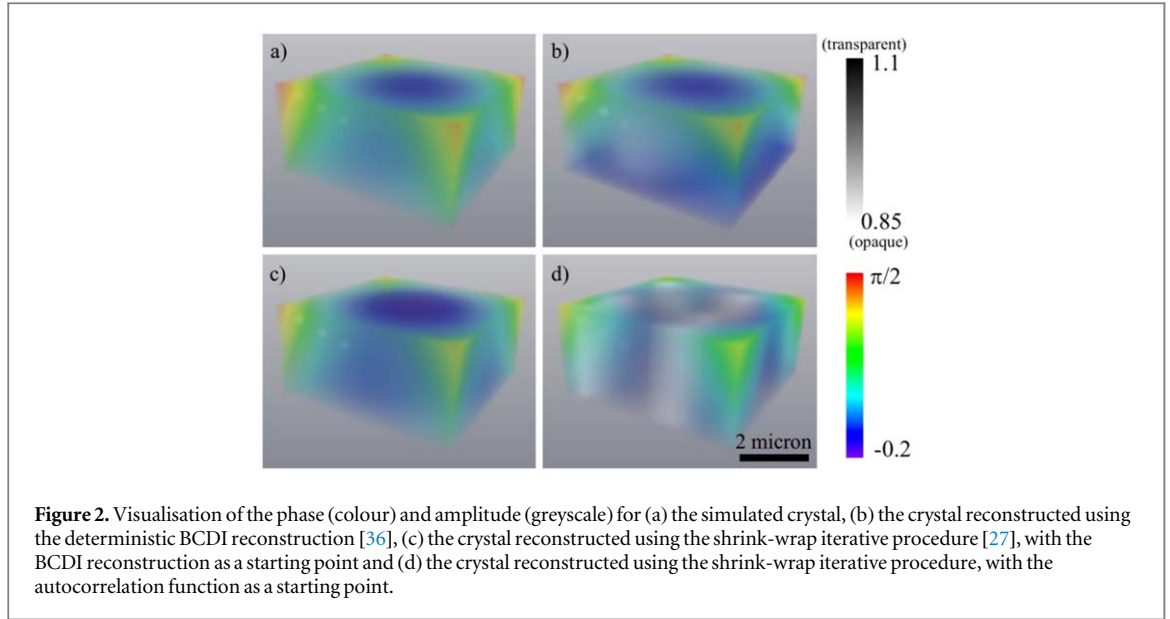 a)
b)
(transparent)
1.1
0.85
(opaque)
c)
d)
π/2
2 micron
-0.2
Figure 2. Visualisation of the phase (colour) and amplitude (greyscale) for (a) the simulated crystal, (b) the crystal reconstructed using
the deterministic BCDI reconstruction [36], (c) the crystal reconstructed using the shrink-wrap iterative procedure [27], with the
BCDI reconstruction as a starting point and (d) the crystal reconstructed using the shrink-wrap iterative procedure, with the
autocorrelation function as a starting point.